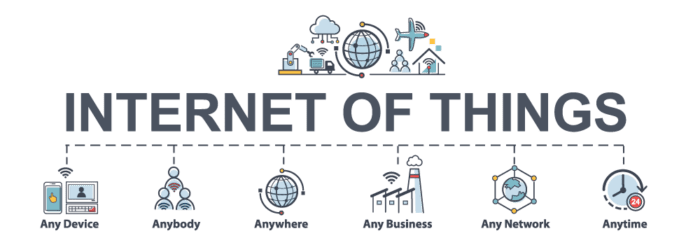 INTERNET OF THINGS
Any Device Anybody Anywhere Any Business Any Network Anytime
24